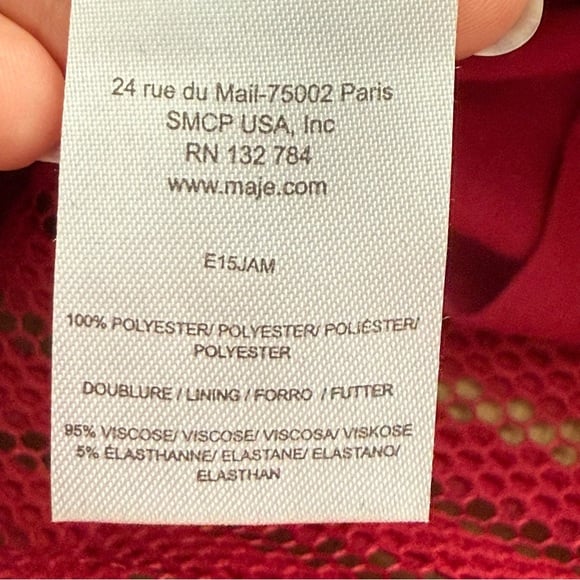 24 rue du Mail-75002 Paris
SMCP USA, Inc
RN 132 784
www.maje.com
E15JAM
100% POLYESTER/ POLYESTER/ POLIÉSTER/
POLYESTER
DOUBLURE / LINING / FORRO / FUTTER
95% VISCOSE/ VISCOSE/ VISCOSA/ VISKOSE
5% ÉLASTHANNE/ ELASTANE/ ELASTANO/
ELASTHAN